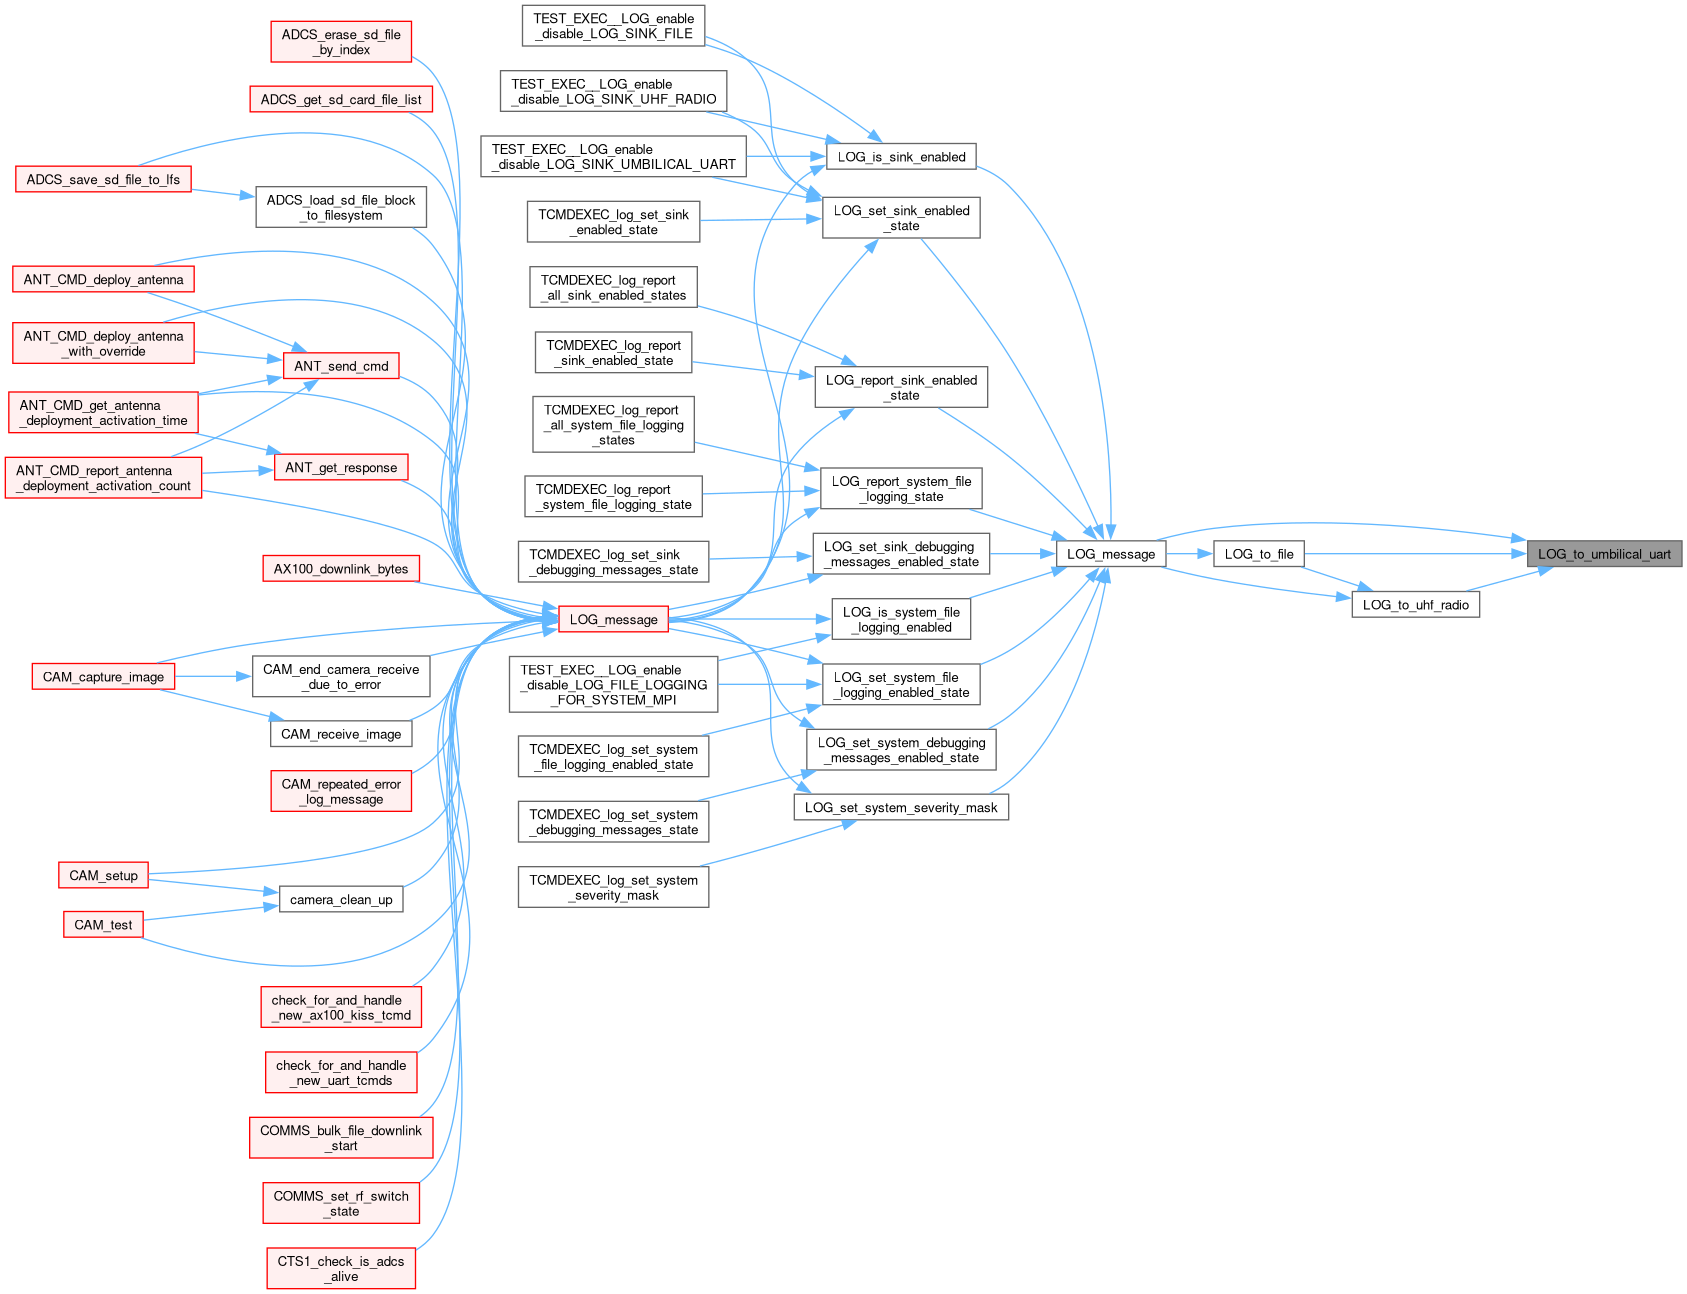 ADCS_erase_sd_file
_by_index
ADCS_get_sd_card_file_list
ADCS_save_sd_file_to_lfs
ADCS_load_sd_file_block
_to_filesystem
ANT_CMD_deploy_antenna
ANT_CMD_deploy_antenna
_with_override
ANT_send_cmd
ANT_CMD_get_antenna
_deployment_activation_time
ANT_CMD_report_antenna
_deployment_activation_count
ANT_get_response
AX100_downlink_bytes
CAM_capture_image
CAM_end_camera_receive
_due_to_error
CAM_receive_image
CAM_repeated_error
_log_message
CAM_setup
camera_clean_up
CAM_test
check_for_and_handle
_new_ax100_kiss_tcmd
check_for_and_handle
_new_uart_tcmds
COMMS_bulk_file_downlink
_start
COMMS_set_rf_switch
_state
CTS1_check_is_adcs
_alive
TEST_EXEC__LOG_enable
_disable_LOG_SINK_FILE
TEST_EXEC__LOG_enable
_disable_LOG_SINK_UHF_RADIO
TEST_EXEC__LOG_enable
_disable_LOG_SINK_UMBILICAL_UART
TCMDEXEC_log_set_sink
_enabled_state
TCMDEXEC_log_report
_all_sink_enabled_states
TCMDEXEC_log_report
_sink_enabled_state
TCMDEXEC_log_report
_all_system_file_logging
_states
TCMDEXEC_log_report
_system_file_logging_state
TCMDEXEC_log_set_sink
_debugging_messages_state
LOG_message
TEST_EXEC__LOG_enable
_disable_LOG_FILE_LOGGING
_FOR_SYSTEM_MPI
TCMDEXEC_log_set_system
_file_logging_enabled_state
TCMDEXEC_log_set_system
_debugging_messages_state
TCMDEXEC_log_set_system
_severity_mask
LOG_is_sink_enabled
LOG_set_sink_enabled
_state
LOG_report_sink_enabled
_state
LOG_report_system_file
_logging_state
LOG_set_sink_debugging
_messages_enabled_state
LOG_is_system_file
_logging_enabled
LOG_set_system_file
_logging_enabled_state
LOG_set_system_debugging
_messages_enabled_state
LOG_set_system_severity_mask
LOG_message
LOG_to_file
LOG_to_uhf_radio
LOG_to_umbilical_uart